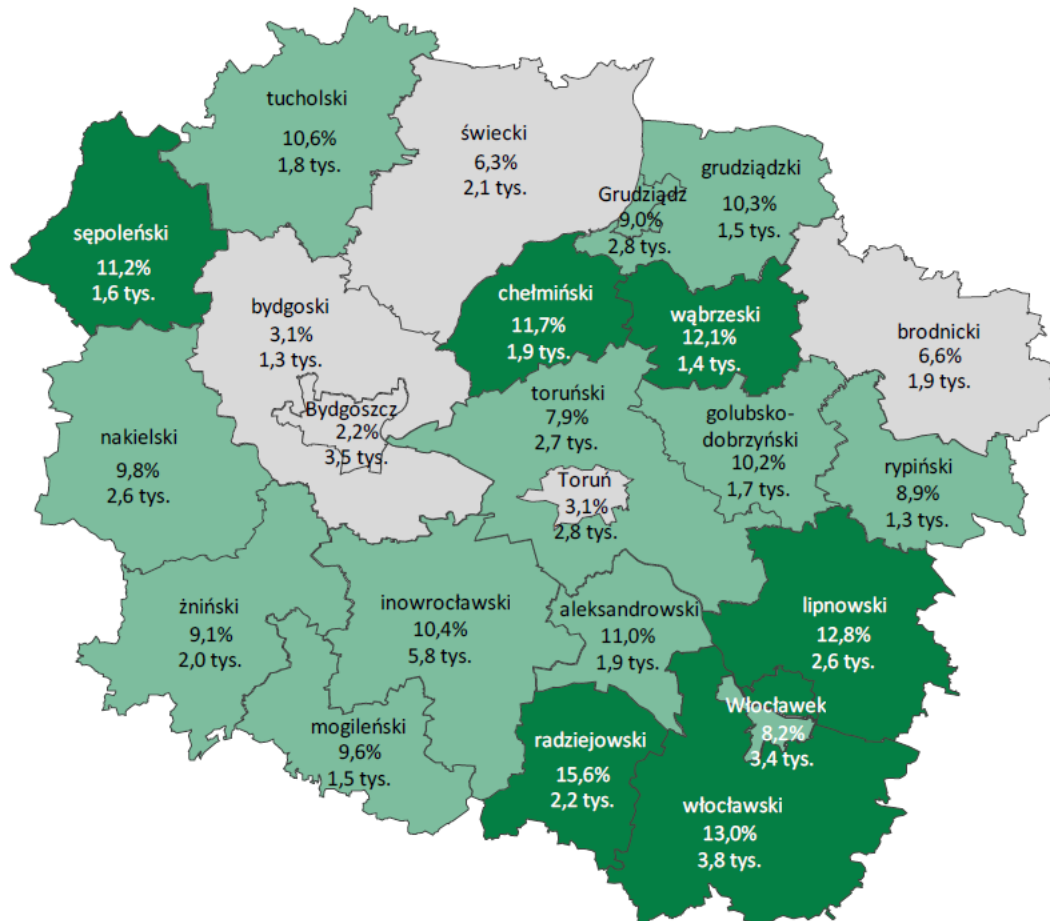 tucholski
10,6%
1,8 tys.
świecki
6,3%
2,1 tys.
grudziądzki
10,3%
1,5 tys.
Grudziądz
9,0%
2,8 tys.
sępoleński
11,2%
1,6 tys.
bydgoski
3,1%
1,3 tys.
chełmiński
11,7%
1,9 tys.
wąbrzeski
12,1%
1,4 tys.
brodnicki
6,6%
1,9 tys.
Bydgoszcz
2,2%
3,5 tys.
toruński
7,9%
2,7 tys.
golubsko-
dobrzyński
10,2%
1,7 tys.
nakielski
9,8%
2,6 tys.
rypiński
8,9%
1,3 tys.
Toruń
3,1%
2,8 tys.
żniński
9,1%
2,0 tys.
inowrocławski
10,4%
5,8 tys.
aleksandrowski
11,0%
1,9 tys.
lipnowski
12,8%
2,6 tys.
mogileński
9,6%
1,5 tys.
radziejowski
15,6%
2,2 tys.
Włocławek
8,2%
3,4 tys.
włocławski
13,0%
3,8 tys.